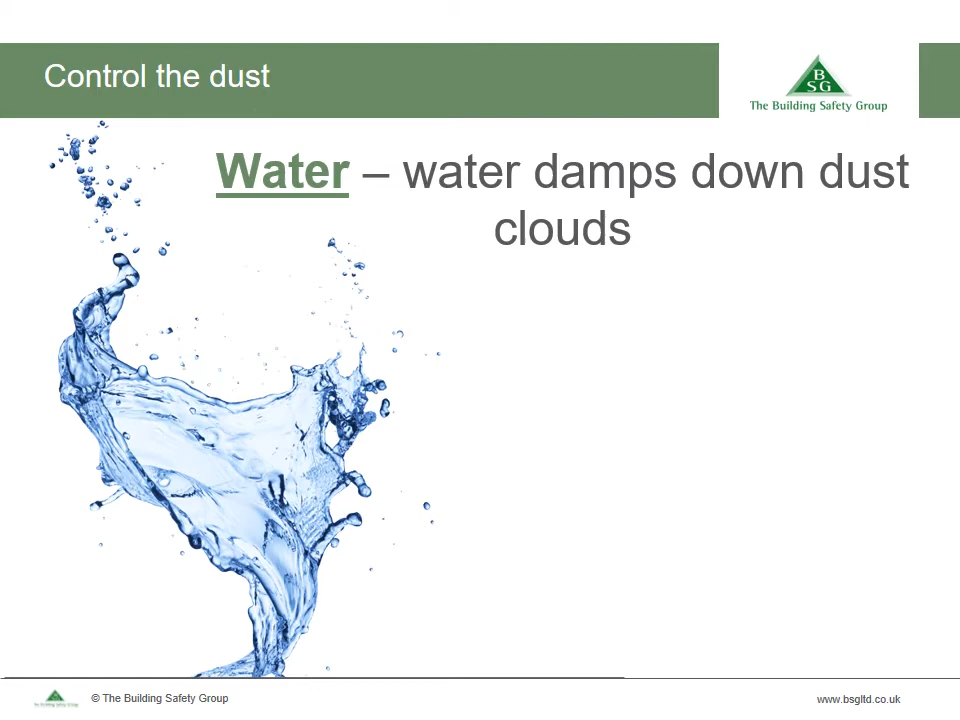 Control the dust
B
SG
The Building Safety Group
Water – water damps down dust
clouds
© The Building Safety Group
www.bsgltd.co.uk